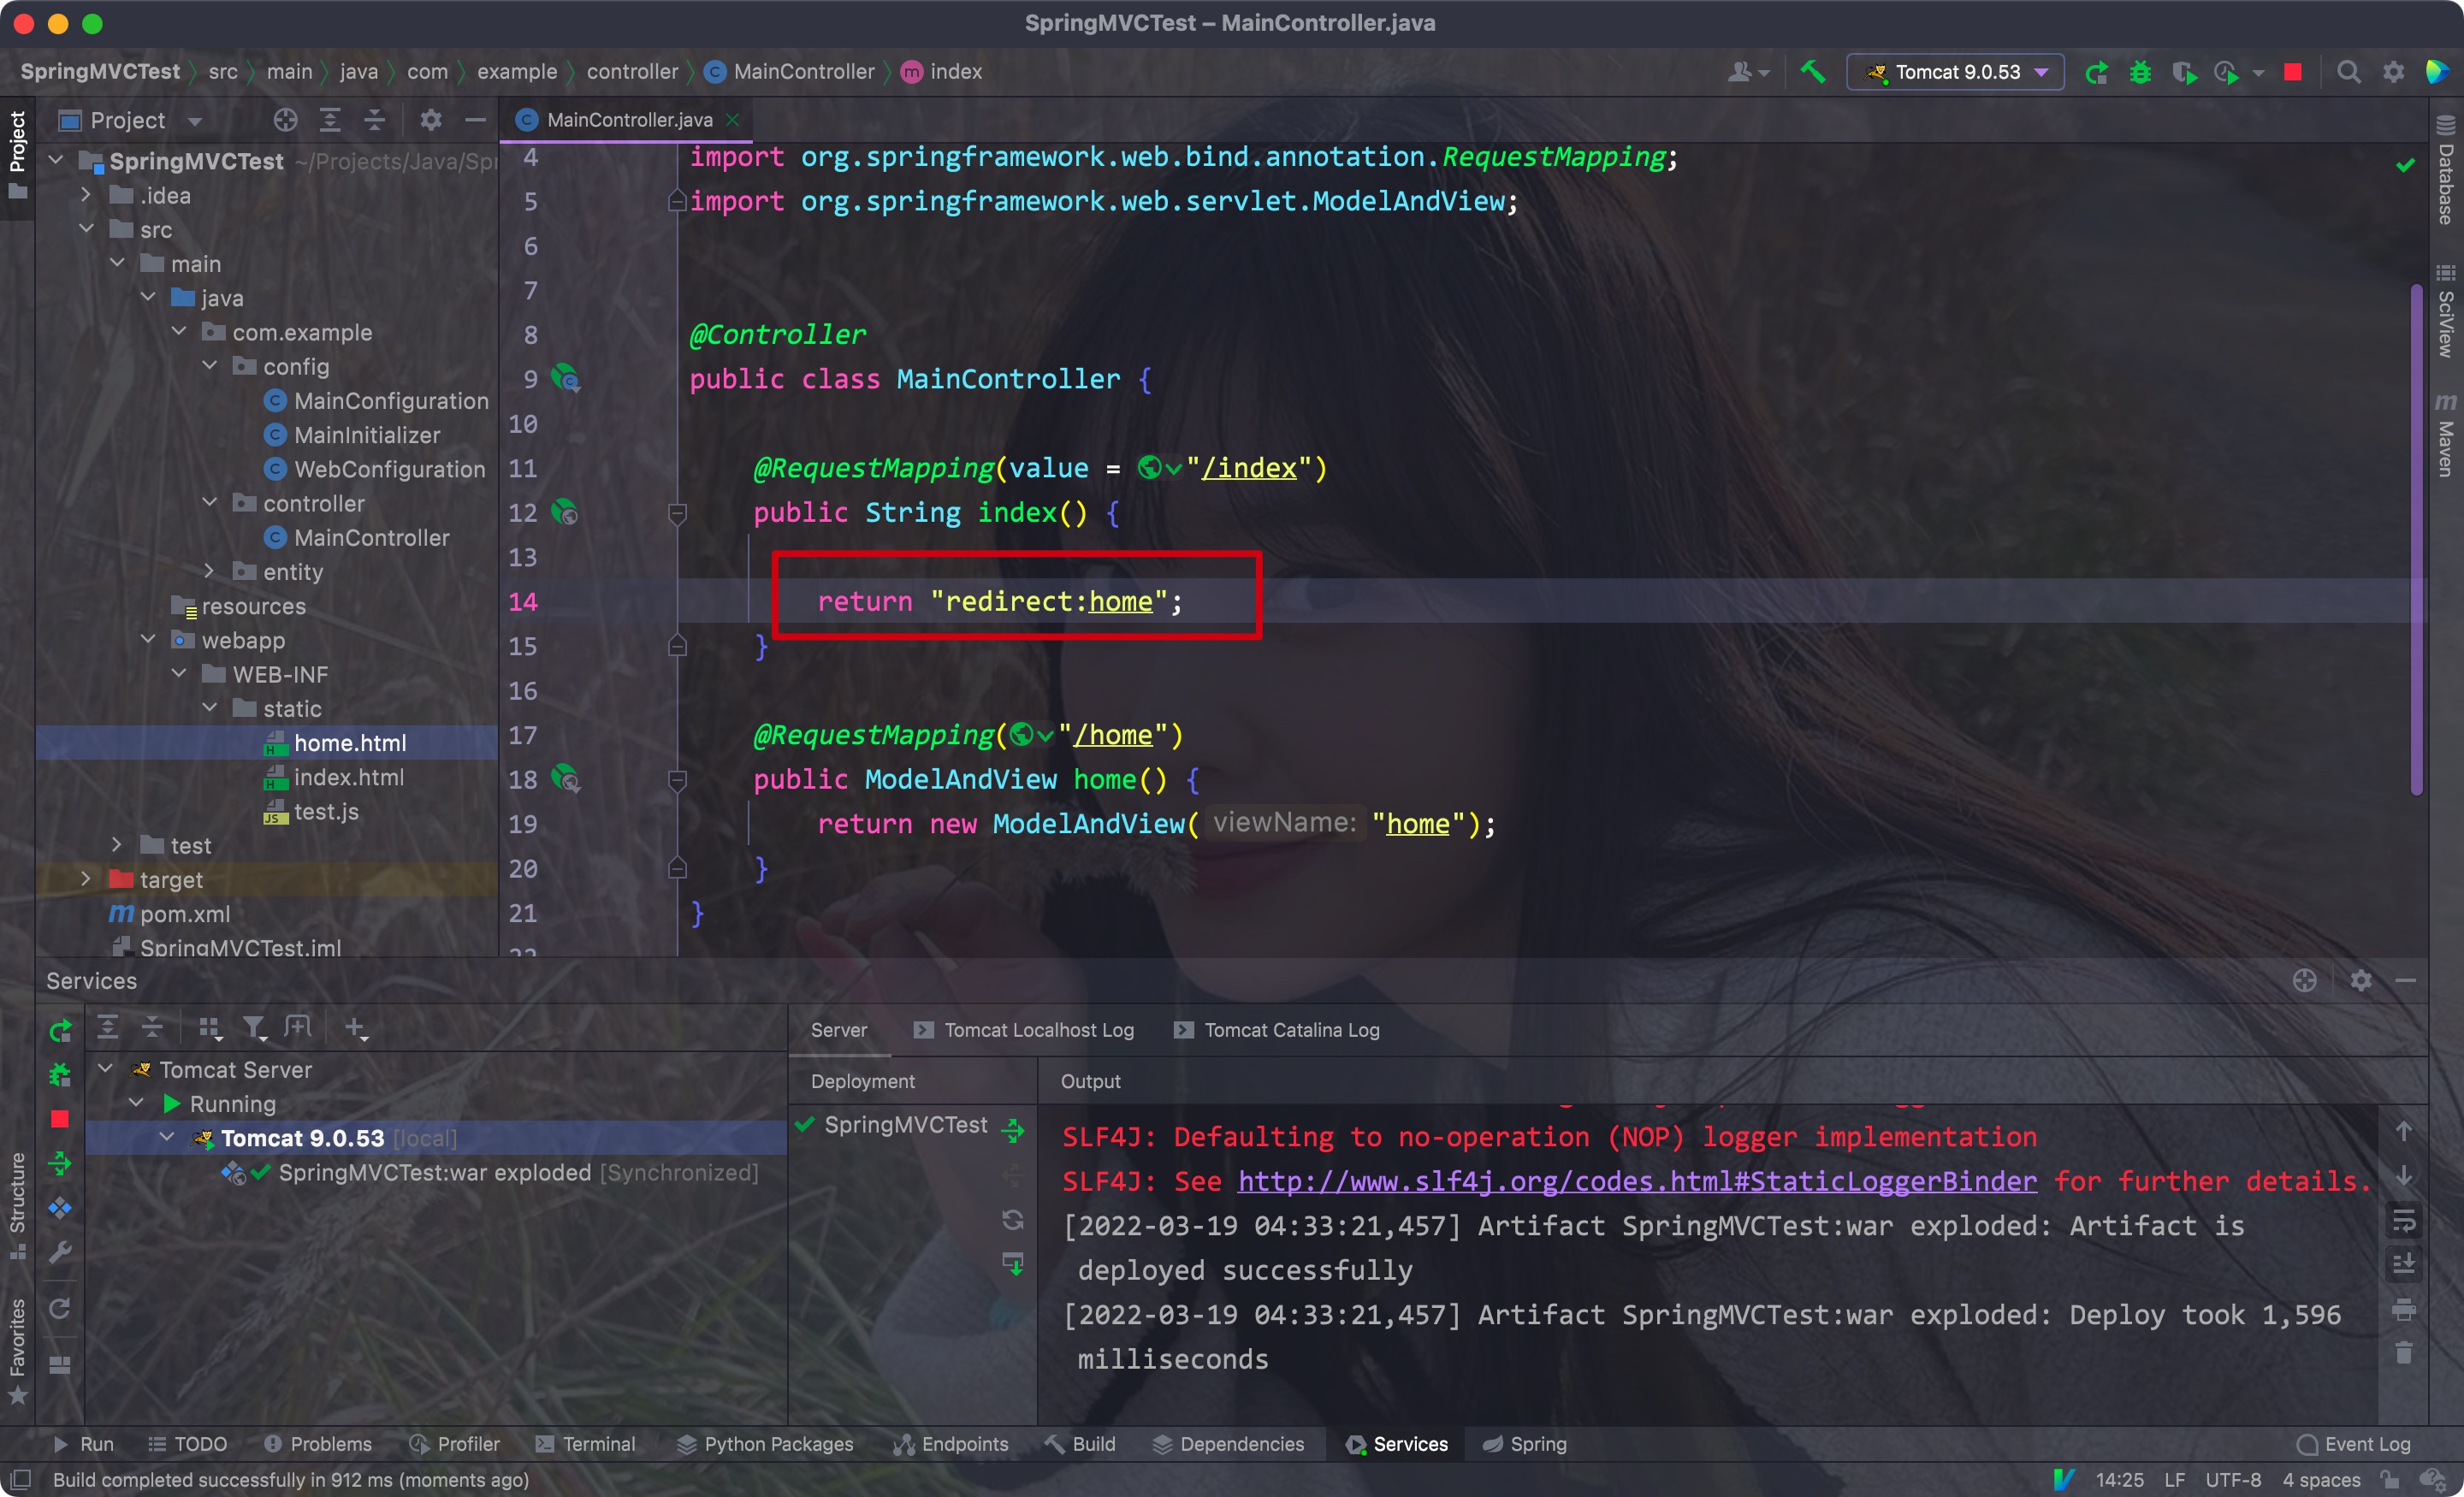 SpringMVCTest – MainController.java
SpringMVCTest src main java com example controller MainController index
Tomcat 9.0.53
Project
Project
MainController.java
SpringMVCTest ~/Projects/Java/Spr
.idea
src
main
java
com.example
config
MainConfiguration
MainInitializer
WebConfiguration
controller
MainController
entity
resources
webapp
WEB-INF
static
home.html
index.html
test.js
test
target
pom.xml
SpringMVCTest.iml
4 import org.springframework.web.bind.annotation.RequestMapping;
5 import org.springframework.web.servlet.ModelAndView;
6
7
8 @Controller
9 public class MainController {
10
11 @RequestMapping(value = "/index")
12 public String index() {
13
14 return "redirect:home";
15 }
16
17 @RequestMapping("/home")
18 public ModelAndView home() {
19 return new ModelAndView( viewName: "home");
20 }
21 }
22
Database
SciView
Maven
Services
Structure
Favorites
Tomcat Server
Running
Tomcat 9.0.53 [local]
SpringMVCTest:war exploded [Synchronized]
Server Tomcat Localhost Log Tomcat Catalina Log
Deployment Output
SpringMVCTest
SLF4J: Defaulting to no-operation (NOP) logger implementation
SLF4J: See http://www.slf4j.org/codes.html#StaticLoggerBinder for further details.
[2022-03-19 04:33:21,457] Artifact SpringMVCTest:war exploded: Artifact is
deployed successfully
[2022-03-19 04:33:21,457] Artifact SpringMVCTest:war exploded: Deploy took 1,596
milliseconds
Run TODO Problems Profiler Terminal Python Packages Endpoints Build Dependencies Services Spring Event Log
Build completed successfully in 912 ms (moments ago) 14:25 LF UTF-8 4 spaces